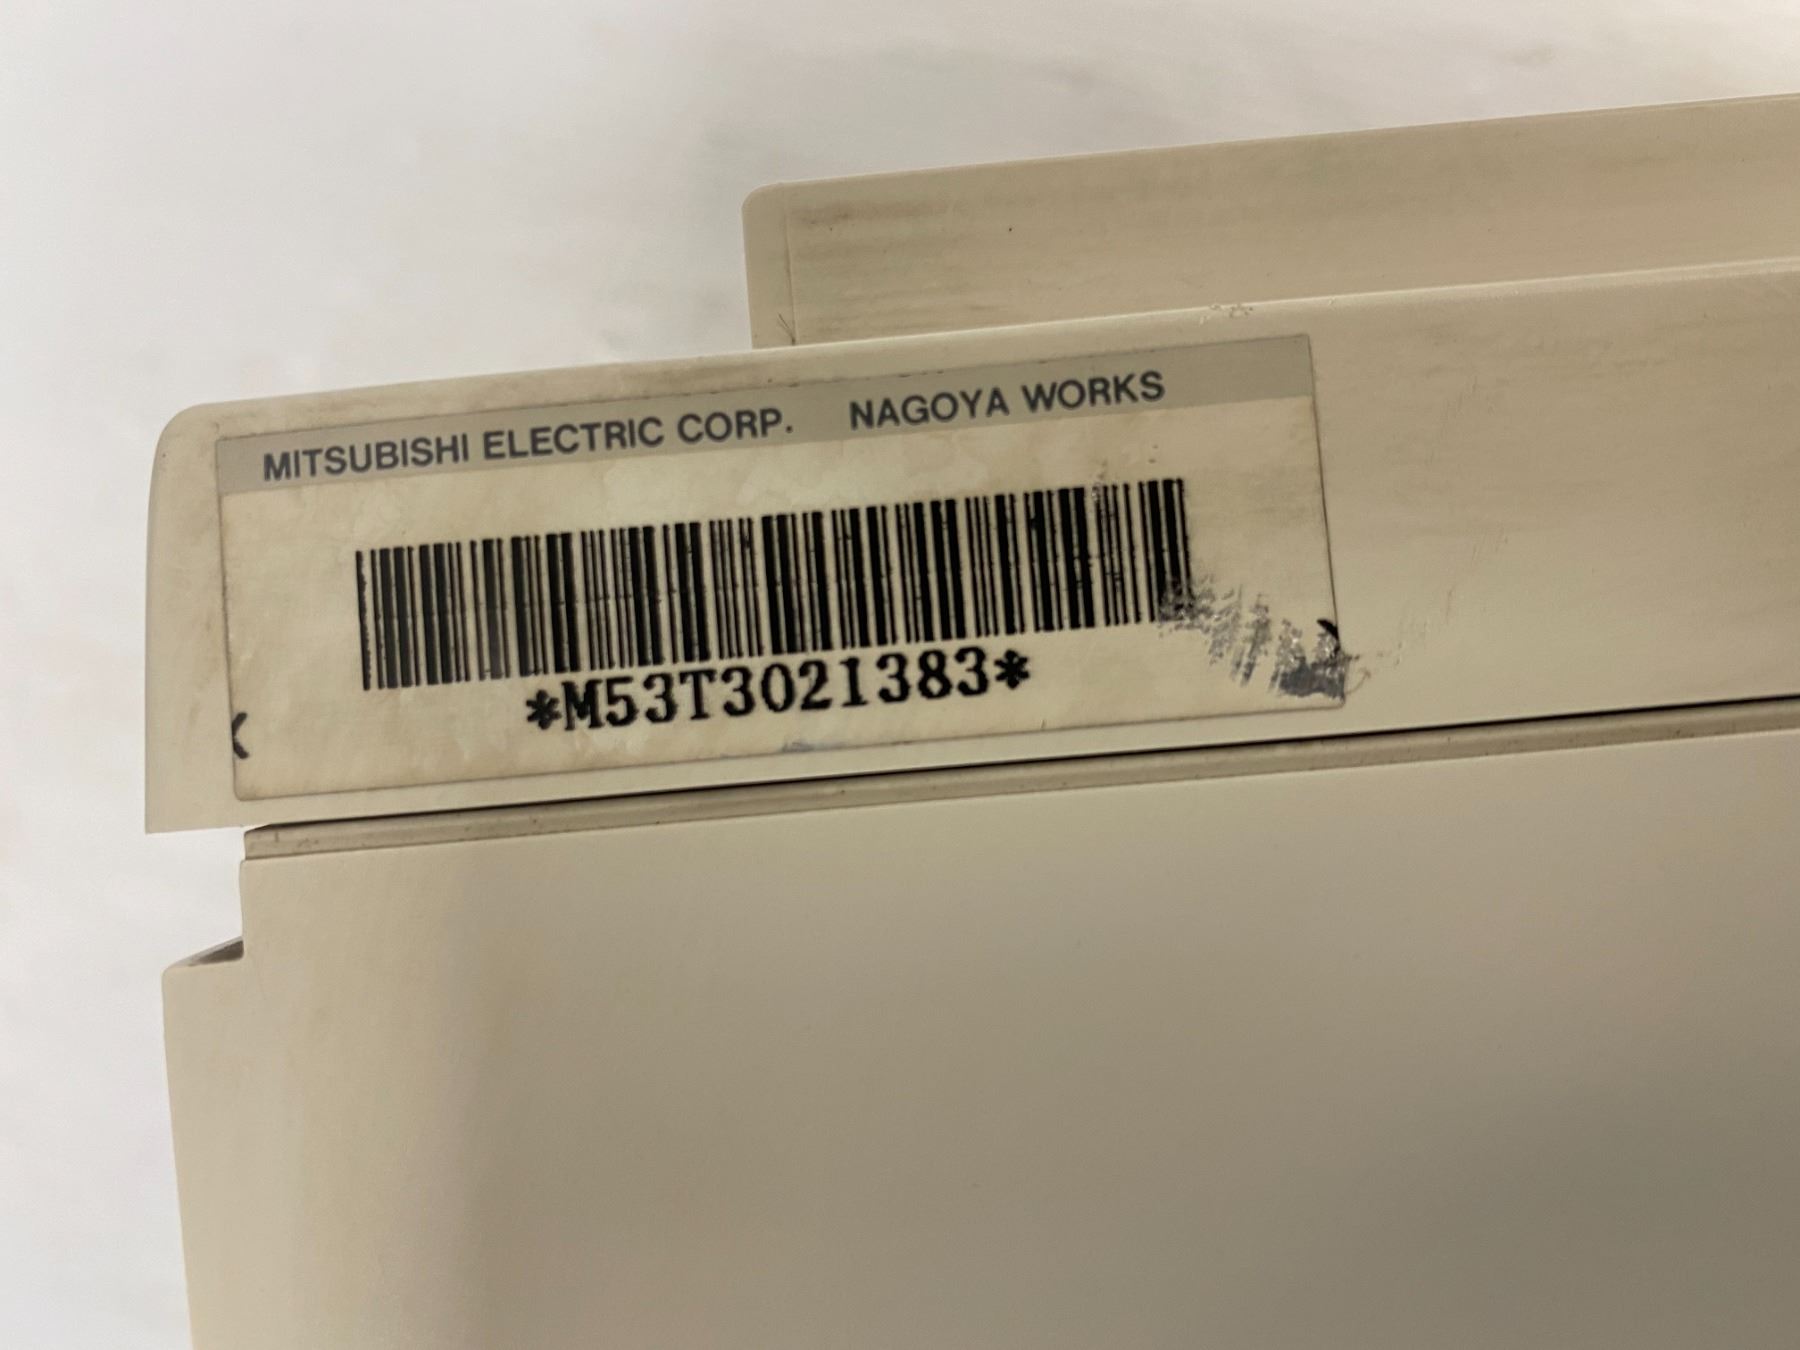 MITSUBISHI ELECTRIC CORP. NAGOYA WORKS
*M53T3021383*